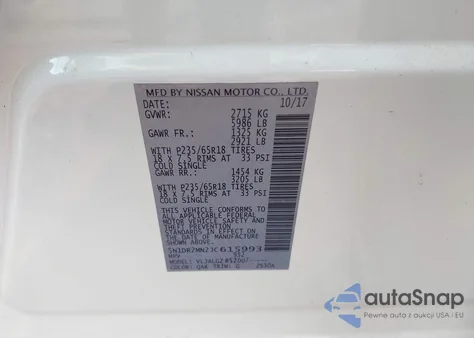 MFD BY NISSAN MOTOR CO., LTD.
DATE: 10/17
GVWR: 2715 KG
5986 LB
GAWR FR.: 1325 KG
2921 LB
WITH P235/65R18 TIRES
18 X 7.5 RIMS AT 33 PSI
COLD SINGLE
GAWR RR.: 1454 KG
3205 LB
WITH P235/65R18 TIRES
18 X 7.5 RIMS AT 33 PSI
COLD SINGLE
THIS VEHICLE CONFORMS TO
ALL APPLICABLE FEDERAL
MOTOR VEHICLE SAFETY
AND THEFT PREVENTION
STANDARDS IN EFFECT ON
THE DATE OF MANUFACTURE
SHOWN ABOVE.
MPV
MODEL:
COLOR: QAB TRIM: G
autoSnap
Pewne auta z aukcji USA / EU